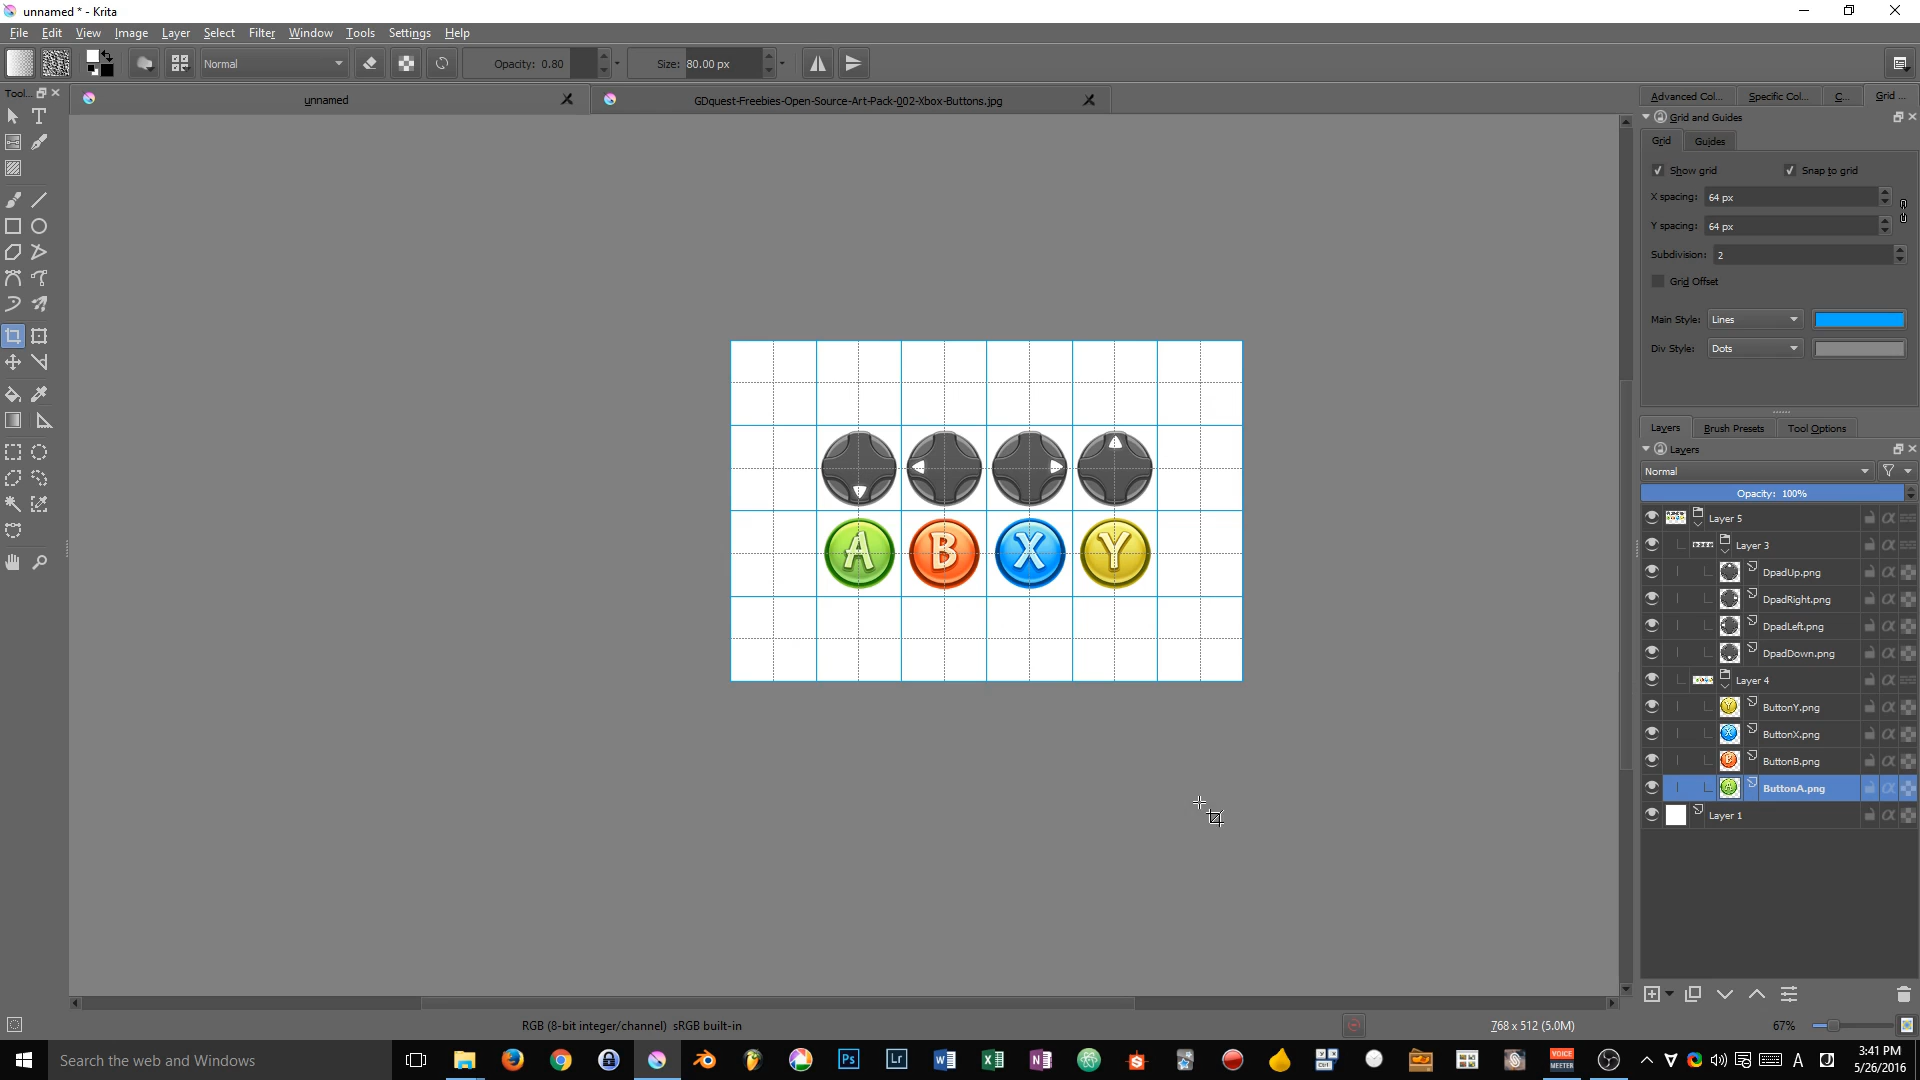 unnamed * - Krita
File Edit View Image Layer Select Filter Window Tools Settings Help
Normal
Opacity: 0.80
Size: 80.00 px
Tool...
unnamed
GDquest-Freebies-Open-Source-Art-Pack-002-Xbox-Buttons.jpg
Advanced Col... Specific Col... C... Grid ...
Grid and Guides
Grid Guides
Show grid Snap to grid
X spacing: 64 px
Y spacing: 64 px
Subdivision: 2
Grid Offset
Main Style: Lines
Div Style: Dots
A B X Y
Layers Brush Presets Tool Options
Layers
Normal
Opacity: 100%
Layer 5
Layer 3
DpadUp.png
DpadRight.png
DpadLeft.png
DpadDown.png
Layer 4
ButtonY.png
ButtonX.png
ButtonB.png
ButtonA.png
Layer 1
RGB (8-bit integer/channel) sRGB built-in
768 x 512 (5.0M)
67%
Search the web and Windows
Ps
Lr
VOICE
MEETER
A
3:41 PM
5/26/2016